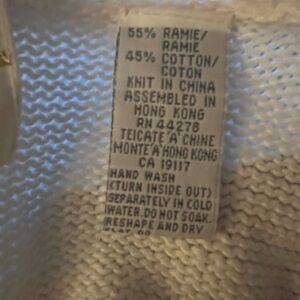 55% RAMIE/
RAMIE
45% COTTON/
COTON
KNIT IN CHINA
ASSEMBLED IN
HONG KONG
RN 44278
TEICATE'A'CHINE
MONTE'A'HONG KONG
CA 19117
HAND WASH
(TURN INSIDE OUT)
SEPARATELY IN COLD
WATER.DO NOT SOAK.
RESHAPE AND DRY